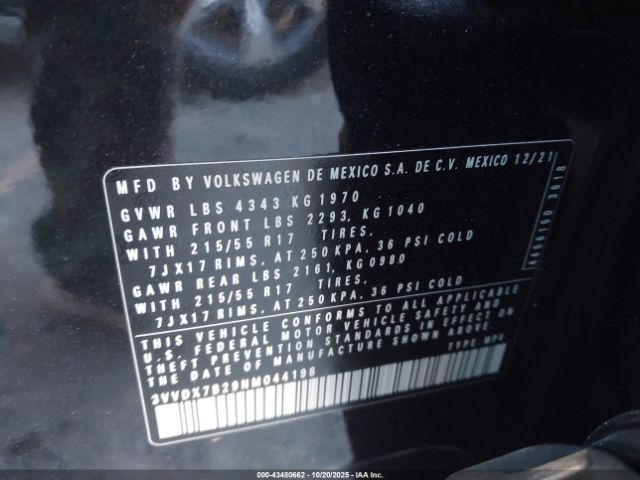 MFD BY VOLKSWAGEN DE MEXICO S.A. DE C.V. MEXICO 12/21
GVWR LBS 4343 KG 1970
GAWR FRONT LBS 2293, KG 1040
WITH 215/55 R17 TIRES,
7JX17 RIMS, AT 250 KPA, 36 PSI COLD
GAWR REAR LBS 2161, KG 0980
WITH 215/55 R17 TIRES,
7JX17 RIMS, AT 250 KPA, 36 PSI COLD
THIS VEHICLE CONFORMS TO ALL APPLICABLE
U.S. FEDERAL MOTOR VEHICLE SAFETY AND
THEFT PREVENTION STANDARDS IN EFFECT ON
THE DATE OF MANUFACTURE SHOWN ABOVE.
3VVDX7B29NM044198 TYPE: MPV
000-43480662 | 10/20/2025 | IAA Inc.